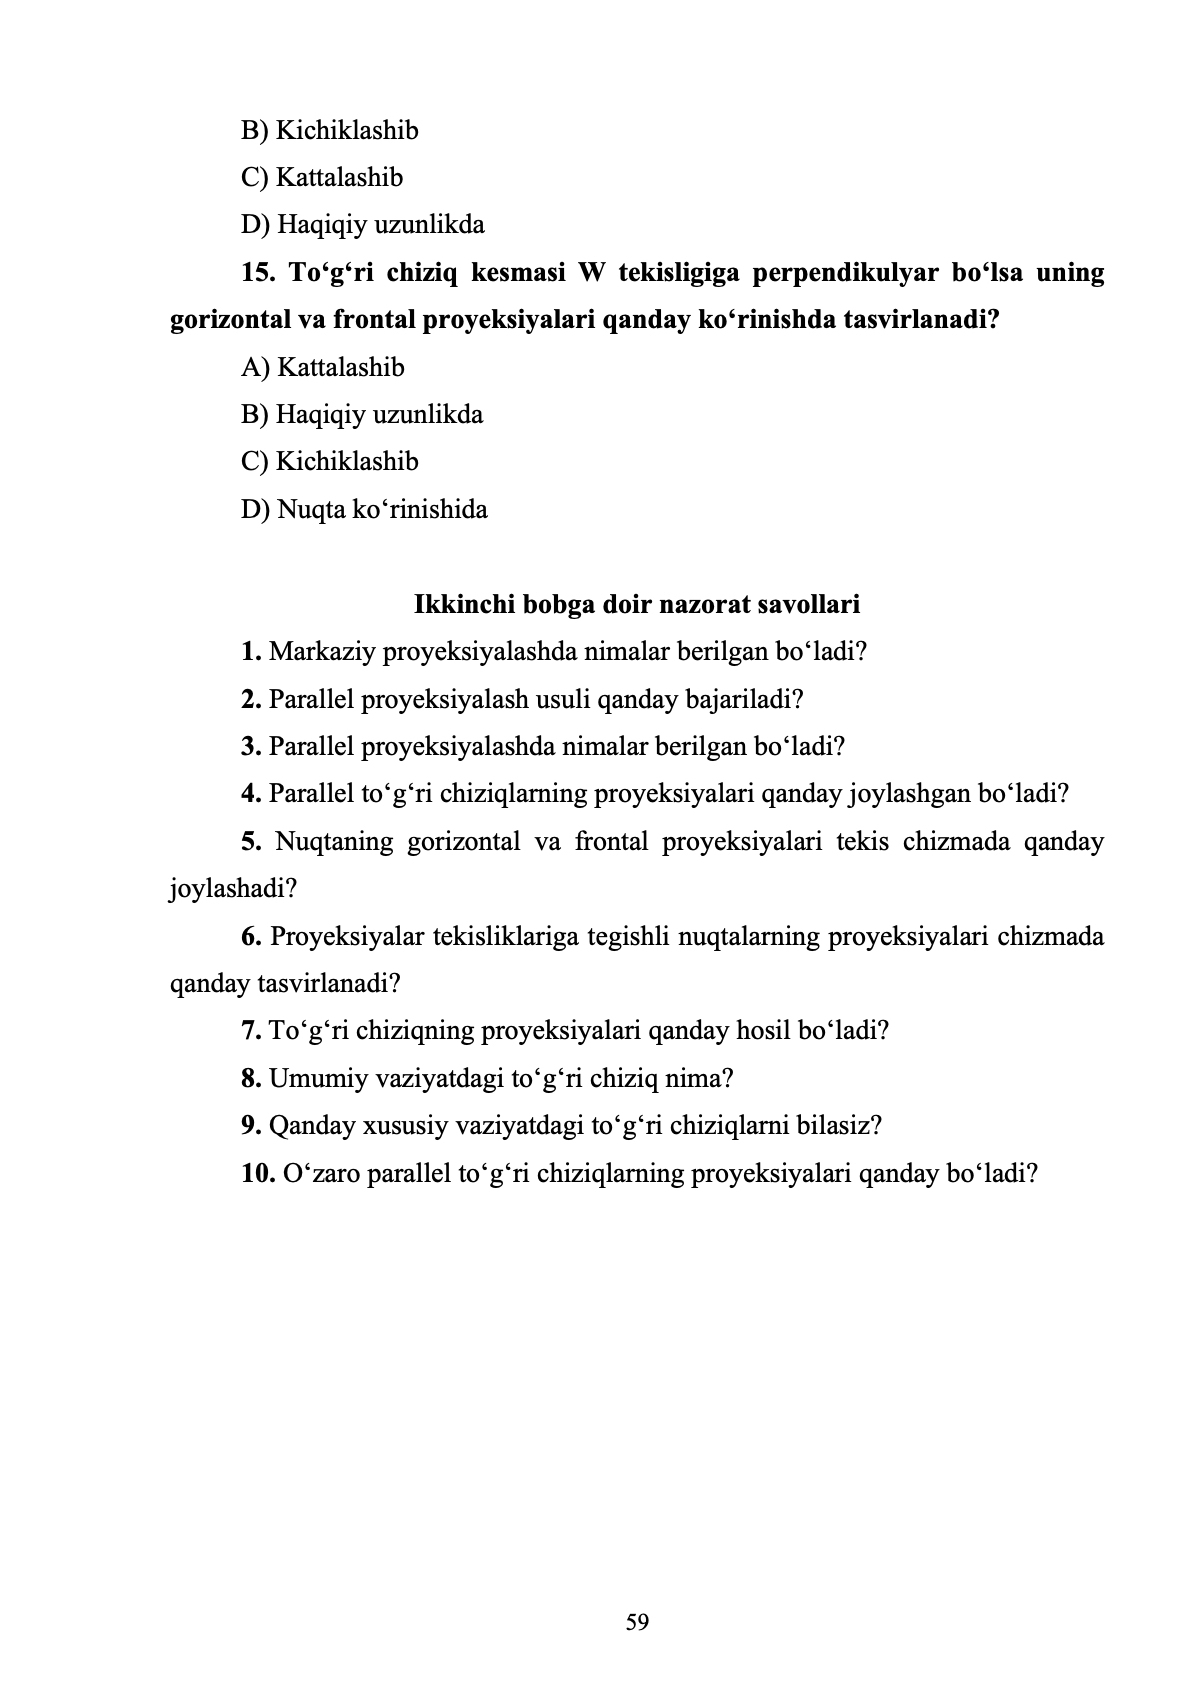 B) Kichiklashib
C) Kattalashib
D) Haqiqiy uzunlikda
15. To‘g‘ri chiziq kesmasi W tekisligiga perpendikulyar bo‘lsa uning
gorizontal va frontal proyeksiyalari qanday ko‘rinishda tasvirlanadi?
A) Kattalashib
B) Haqiqiy uzunlikda
C) Kichiklashib
D) Nuqta ko‘rinishida
Ikkinchi bobga doir nazorat savollari
1. Markaziy proyeksiyalashda nimalar berilgan bo‘ladi?
2. Parallel proyeksiyalash usuli qanday bajariladi?
3. Parallel proyeksiyalashda nimalar berilgan bo‘ladi?
4. Parallel to‘g‘ri chiziqlarning proyeksiyalari qanday joylashgan bo‘ladi?
5. Nuqtaning gorizontal va frontal proyeksiyalari tekis chizmada qanday
joylashadi?
6. Proyeksiyalar tekisliklariga tegishli nuqtalarning proyeksiyalari chizmada
qanday tasvirlanadi?
7. To‘g‘ri chiziqning proyeksiyalari qanday hosil bo‘ladi?
8. Umumiy vaziyatdagi to‘g‘ri chiziq nima?
9. Qanday xususiy vaziyatdagi to‘g‘ri chiziqlarni bilasiz?
10. O‘zaro parallel to‘g‘ri chiziqlarning proyeksiyalari qanday bo‘ladi?
59